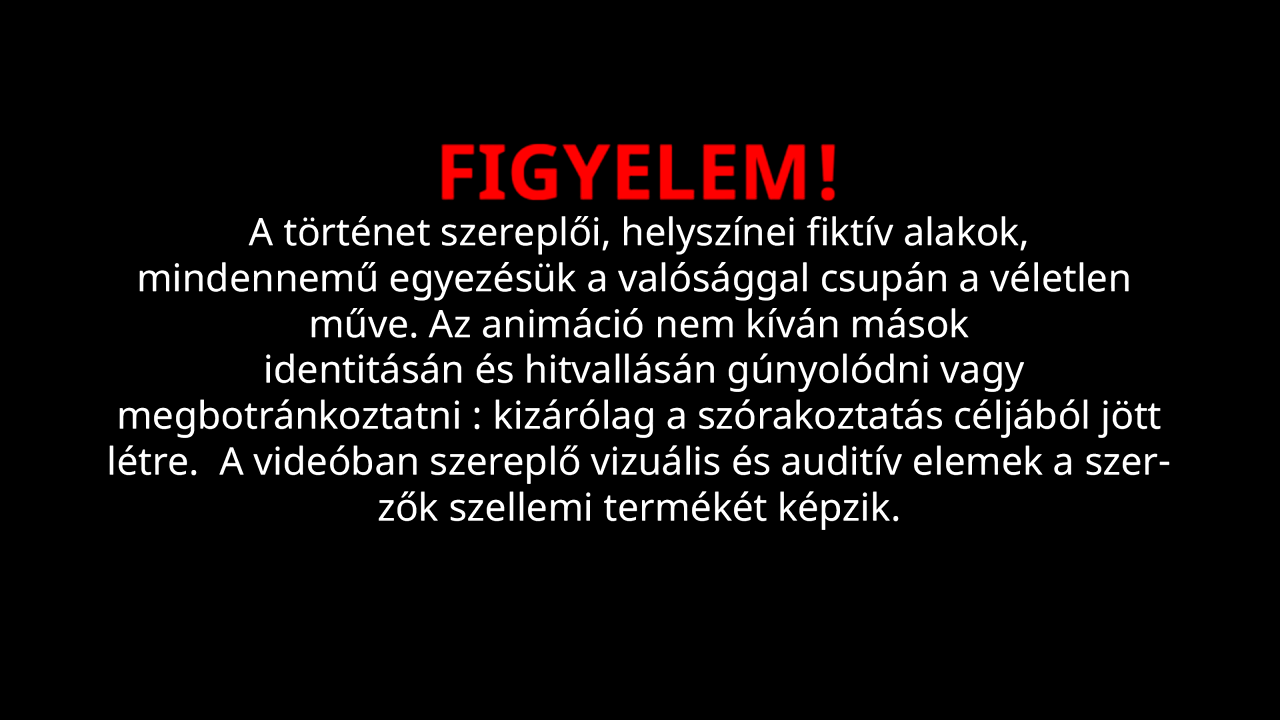 FIGYELEM!
A történet szereplői, helyszínei fiktív alakok,
mindennemű egyezésük a valósággal csupán a véletlen
műve. Az animáció nem kíván mások
identitásán és hitvallásán gúnyolódni vagy
megbotránkoztatni : kizárólag a szórakoztatás céljából jött
létre.  A videóban szereplő vizuális és auditív elemek a szer-
zők szellemi termékét képzik.